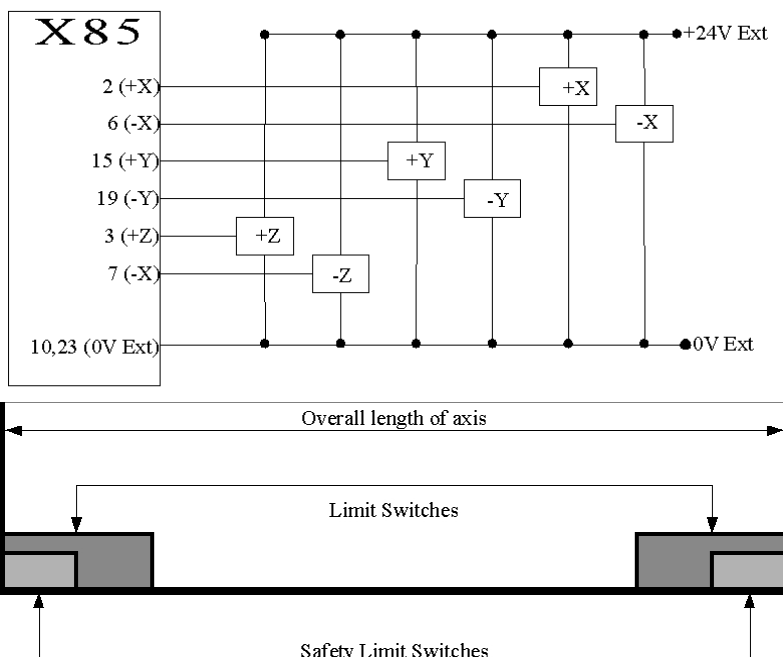 X85
+24V Ext
2 (+X)
+X
6 (-X)
-X
15 (+Y)
+Y
19 (-Y)
-Y
3 (+Z)
+Z
7 (-X)
-Z
10,23 (0V Ext)
0V Ext
Overall length of axis
Limit Switches
Safety Limit Switches